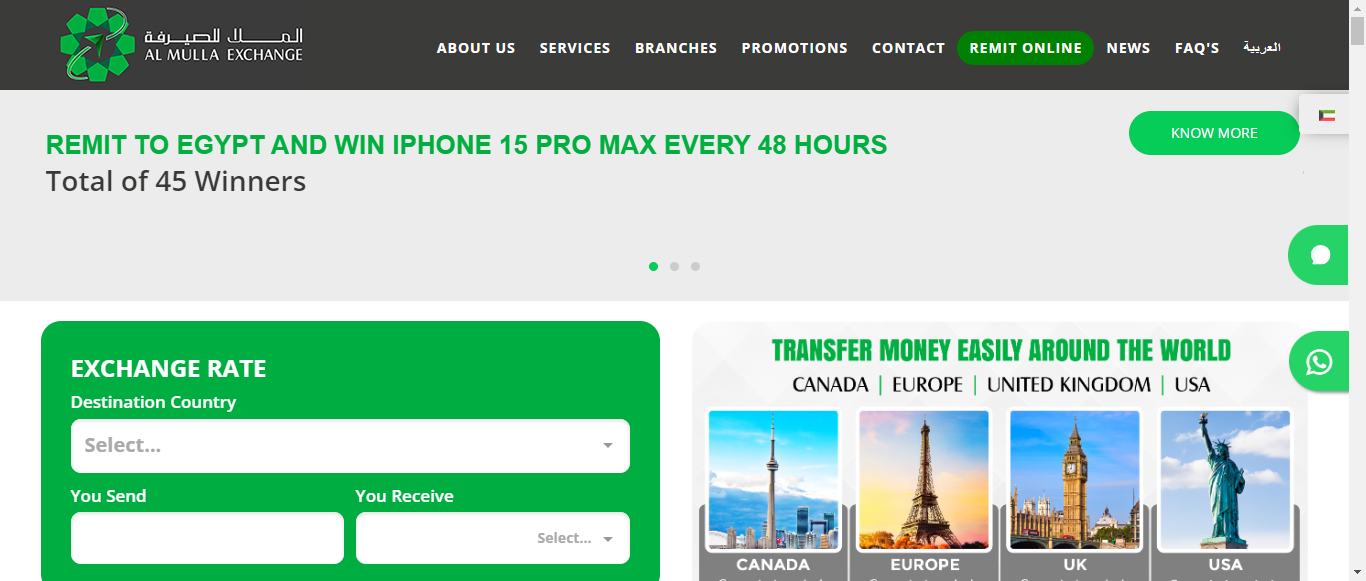 الملا للصيرفة
AL MULLA EXCHANGE
ABOUT US SERVICES BRANCHES PROMOTIONS CONTACT REMIT ONLINE NEWS FAQ'S العربية
REMIT TO EGYPT AND WIN IPHONE 15 PRO MAX EVERY 48 HOURS
KNOW MORE
Total of 45 Winners
EXCHANGE RATE
Destination Country
Select...
You Send You Receive
Select...
TRANSFER MONEY EASILY AROUND THE WORLD
CANADA | EUROPE | UNITED KINGDOM | USA
CANADA EUROPE UK USA